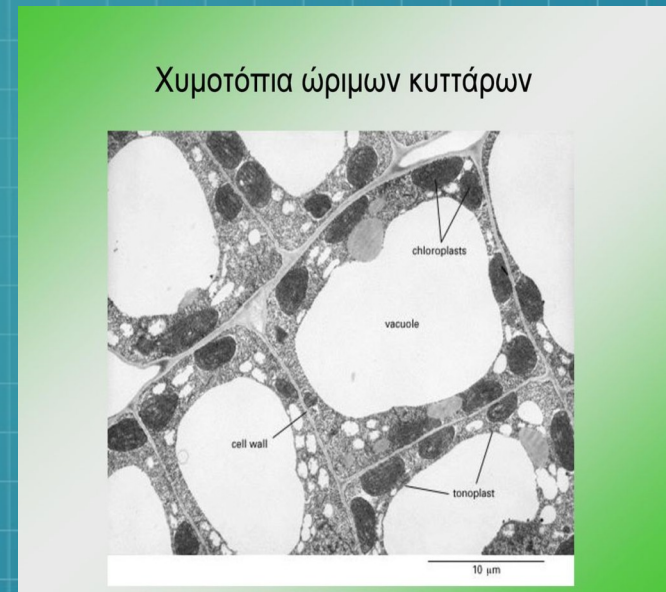 Χυμοτόπια ώριμων κυττάρων
chloroplasts
vacuole
cell wall
tonoplast
10 μm